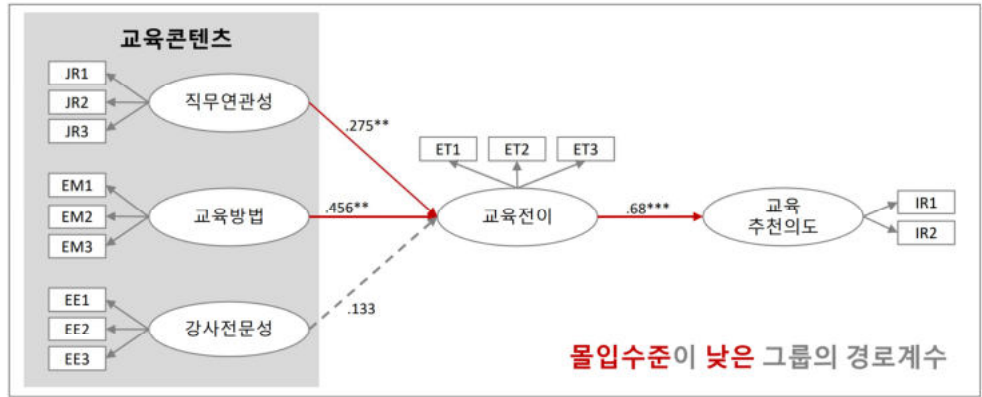 교육콘텐츠
JR1
JR2
JR3
직무연관성
.275**
ET1
ET2
ET3
EM1
EM2
EM3
교육방법
.456**
교육전이
.68***
교육
추천의도
IR1
IR2
EE1
EE2
EE3
강사전문성
.133
몰입수준이 낮은 그룹의 경로계수